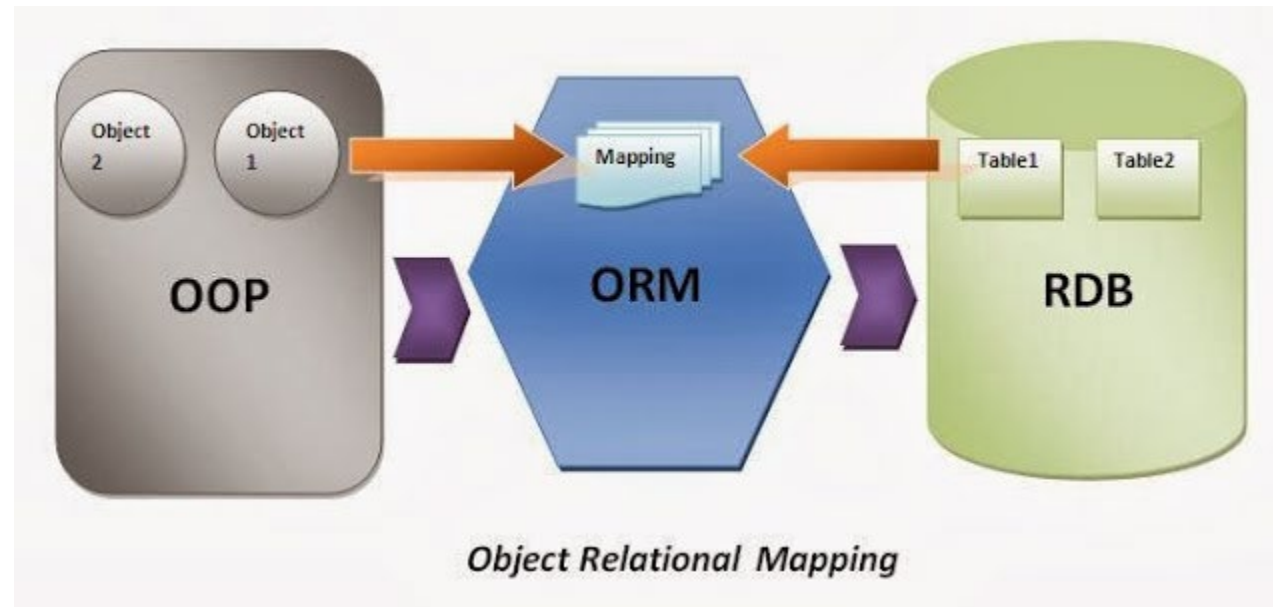 Object
2
Object
1
Mapping
Table1
Table2
OOP
ORM
RDB
Object Relational Mapping